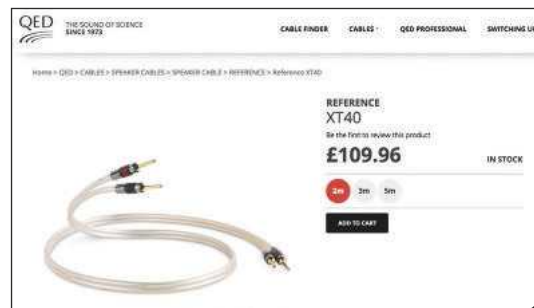 QED
THE SOUND OF SCIENCE
SINCE 1973
CABLE FINDER CABLES QED PROFESSIONAL SWITCHING
Home > QED > CABLES > SPEAKER CABLES > SPEAKER CABLE > REFERENCE > Reference XT40
REFERENCE
XT40
Be the first to review this product
£109.96 IN STOCK
2m 3m 5m
ADD TO CART